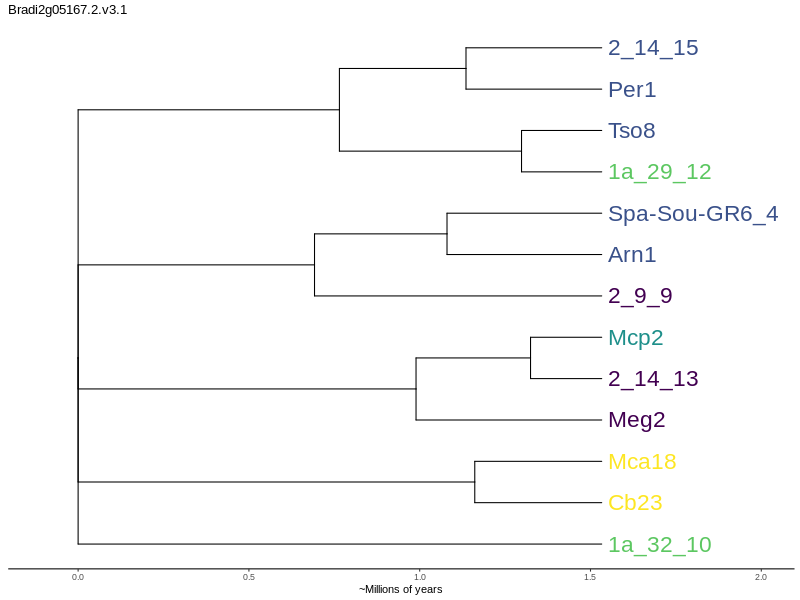 Bradi2g05167.2.v3.1
2_14_15
Per1
Tso8
1a_29_12
Spa-Sou-GR6_4
Arn1
2_9_9
Mcp2
2_14_13
Meg2
Mca18
Cb23
1a_32_10
0.0 0.5 1.0 1.5 2.0
~Millions of years